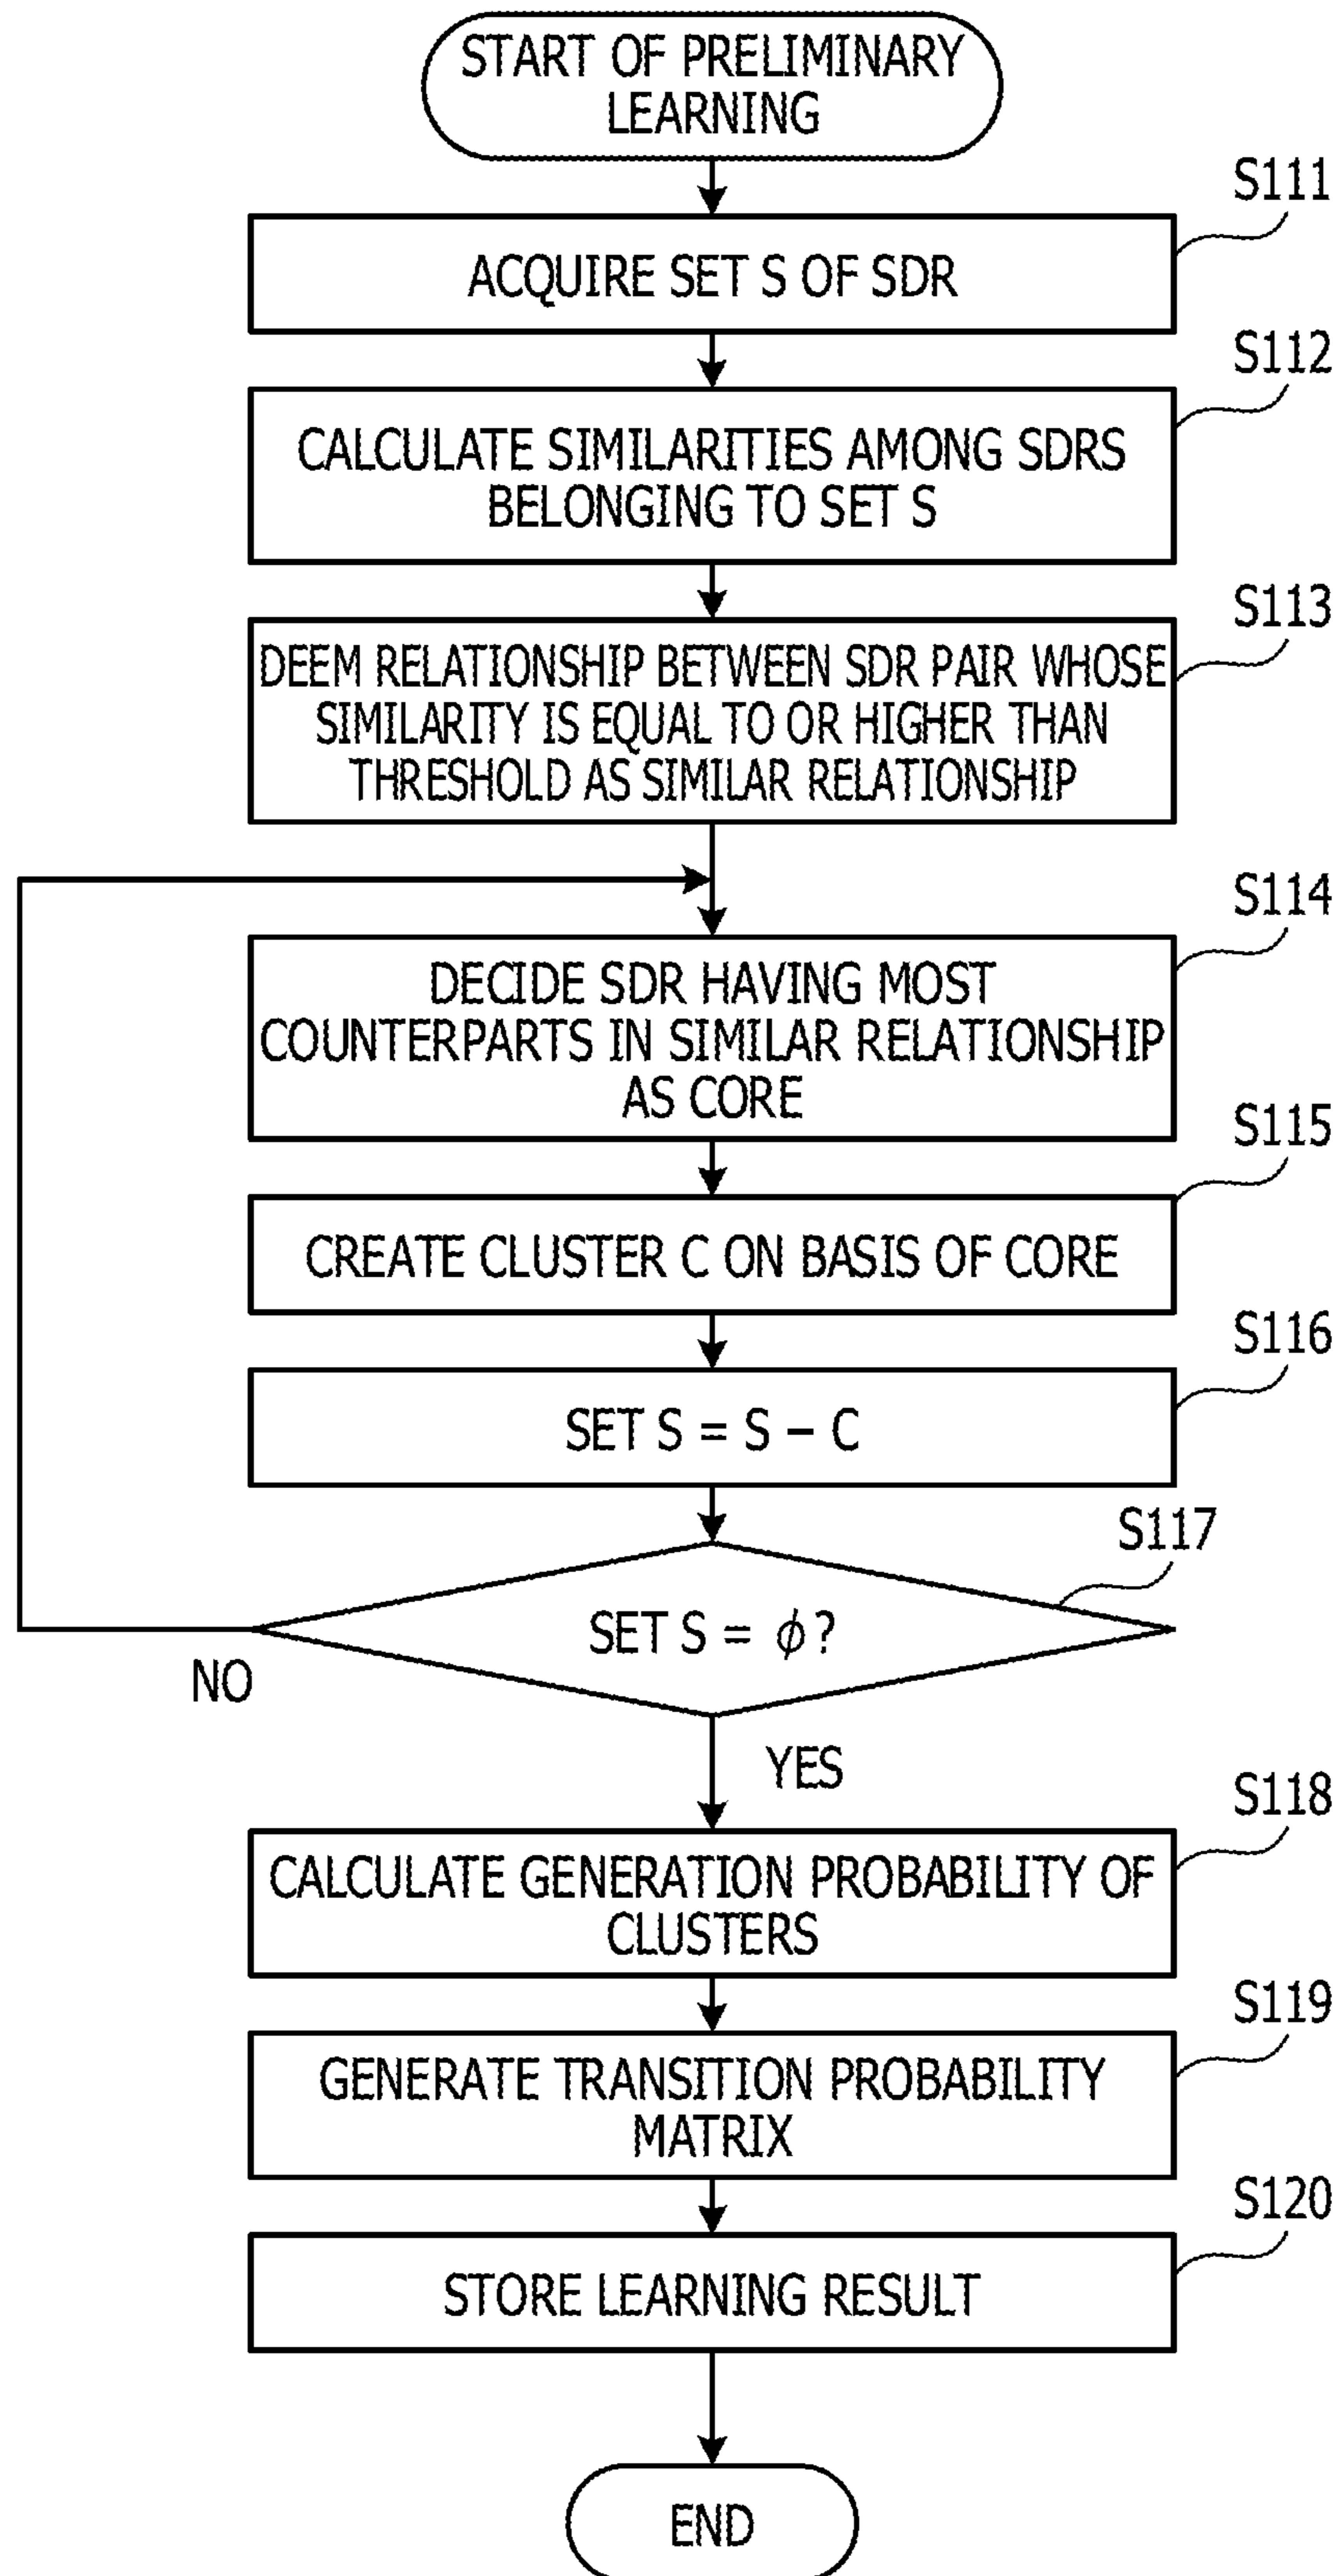 START OF PRELIMINARY
LEARNING
S111
ACQUIRE SET S OF SDR
S112
CALCULATE SIMILARITIES AMONG SDRS
BELONGING TO SET S
S113
DEEM RELATIONSHIP BETWEEN SDR PAIR WHOSE
SIMILARITY IS EQUAL TO OR HIGHER THAN
THRESHOLD AS SIMILAR RELATIONSHIP
S114
DECIDE SDR HAVING MOST
COUNTERPARTS IN SIMILAR RELATIONSHIP
AS CORE
S115
CREATE CLUSTER C ON BASIS OF CORE
S116
SET S = S – C
S117
SET S = ϕ?
NO
YES
S118
CALCULATE GENERATION PROBABILITY OF
CLUSTERS
S119
GENERATE TRANSITION PROBABILITY
MATRIX
S120
STORE LEARNING RESULT
END